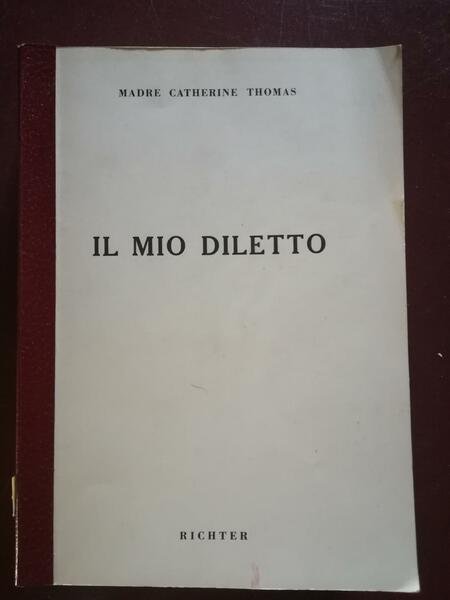 MADRE CATHERINE THOMAS
IL MIO DILETTO
RICHTER